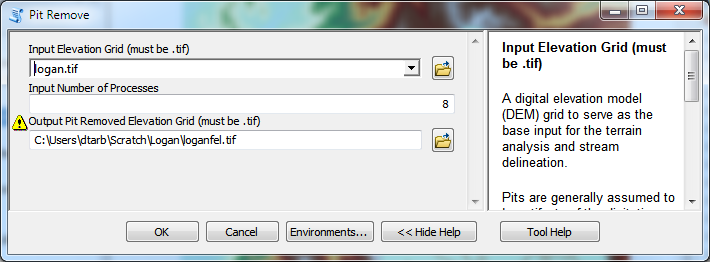 Pit Remove
Input Elevation Grid (must be .tif)
logan.tif
Input Number of Processes
8
Output Pit Removed Elevation Grid (must be .tif)
C:\Users\dtarb\Scratch\Logan\loganfel.tif
OK
Cancel
Environments...
<< Hide Help
Tool Help
Input Elevation Grid (must
be .tif)
A digital elevation model
(DEM) grid to serve as the
base input for the terrain
analysis and stream
delineation.
Pits are generally assumed to